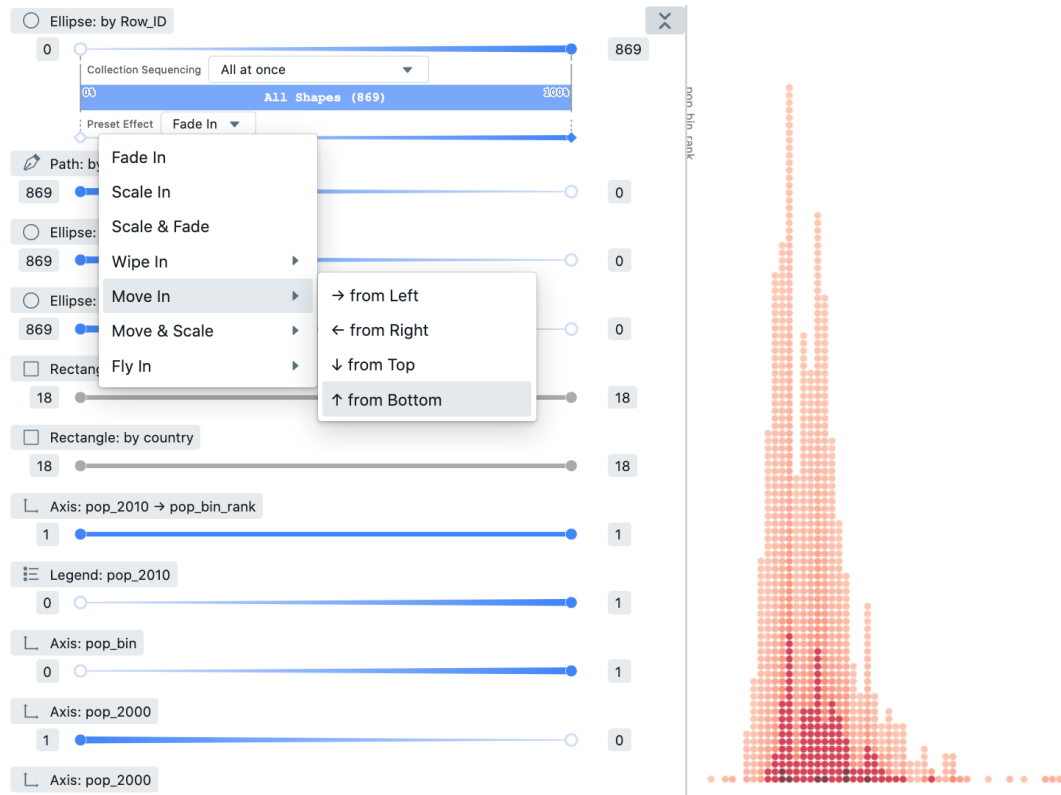 Ellipse: by Row_ID
0
869
Collection Sequencing All at once
0% All Shapes (869) 100%
Preset Effect Fade In
Fade In
Scale In
Scale & Fade
Wipe In
Move In
Move & Scale
Fly In
→ from Left
← from Right
↓ from Top
↑ from Bottom
Path: by
869
0
Ellipse:
869
0
Ellipse:
869
0
Rectang
18
18
Rectangle: by country
18
18
Axis: pop_2010 → pop_bin_rank
1
1
Legend: pop_2010
0
1
Axis: pop_bin
0
1
Axis: pop_2000
1
0
Axis: pop_2000
pop_bin_rank